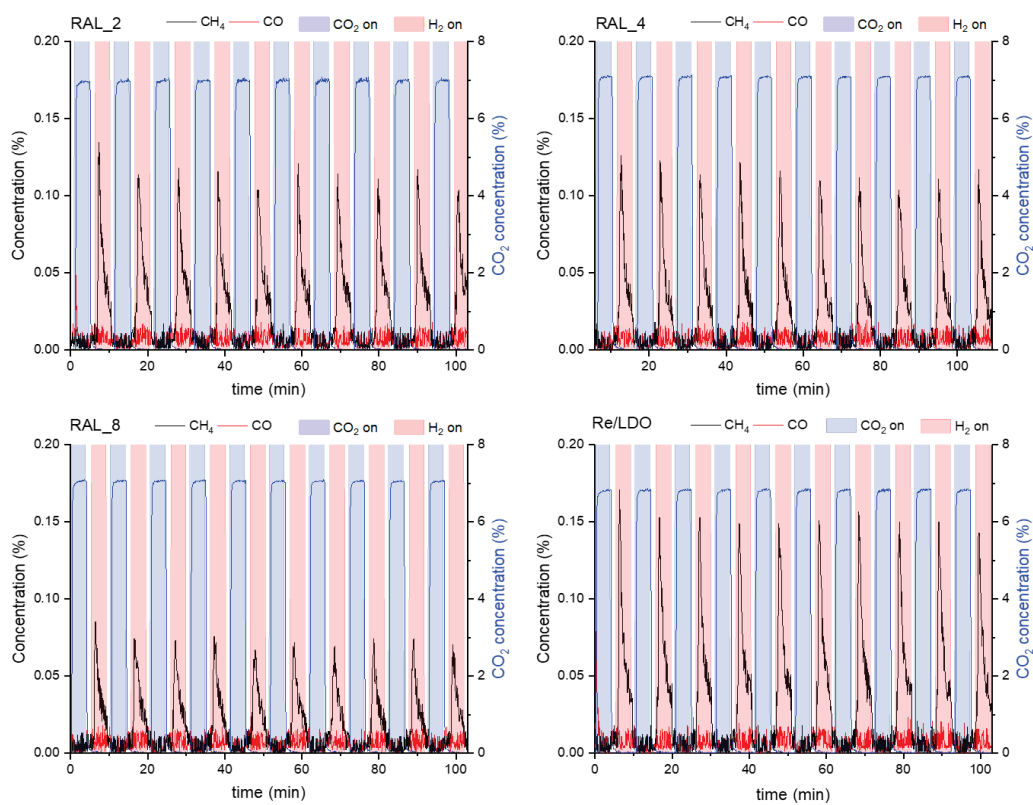 RAL_2
CH₄ CO CO₂ on H₂ on
0.20
0.15
0.10
0.05
0.00
8
6
4
2
0
0 20 40 60 80 100
Concentration (%)
CO₂ concentration (%)
time (min)
RAL_4
CH₄ CO CO₂ on H₂ on
0.20
0.15
0.10
0.05
0.00
8
6
4
2
0
20 40 60 80 100
Concentration (%)
CO₂ concentration (%)
time (min)
RAL_8
CH₄ CO CO₂ on H₂ on
0.20
0.15
0.10
0.05
0.00
8
6
4
2
0
0 20 40 60 80 100
Concentration (%)
CO₂ concentration (%)
time (min)
Re/LDO
CH₄ CO CO₂ on H₂ on
0.20
0.15
0.10
0.05
0.00
8
6
4
2
0
0 20 40 60 80 100
Concentration (%)
CO₂ concentration (%)
time (min)